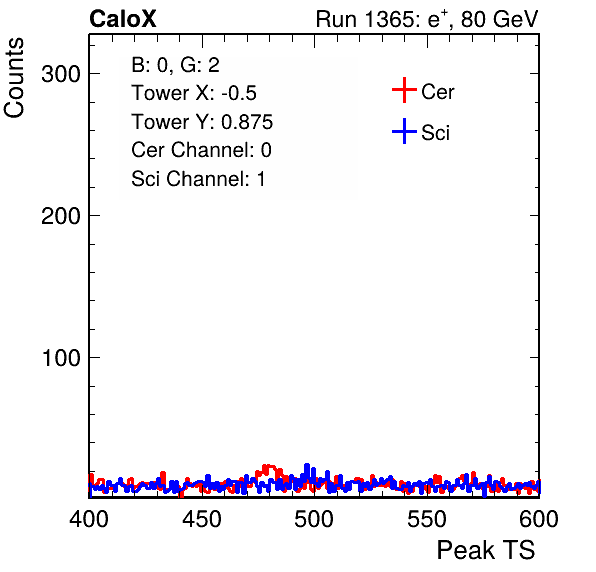 CaloX Run 1365: e⁺, 80 GeV
Counts
B: 0, G: 2
Tower X: -0.5
Tower Y: 0.875
Cer Channel: 0
Sci Channel: 1
Cer
Sci
300
200
100
400 450 500 550 600
Peak TS